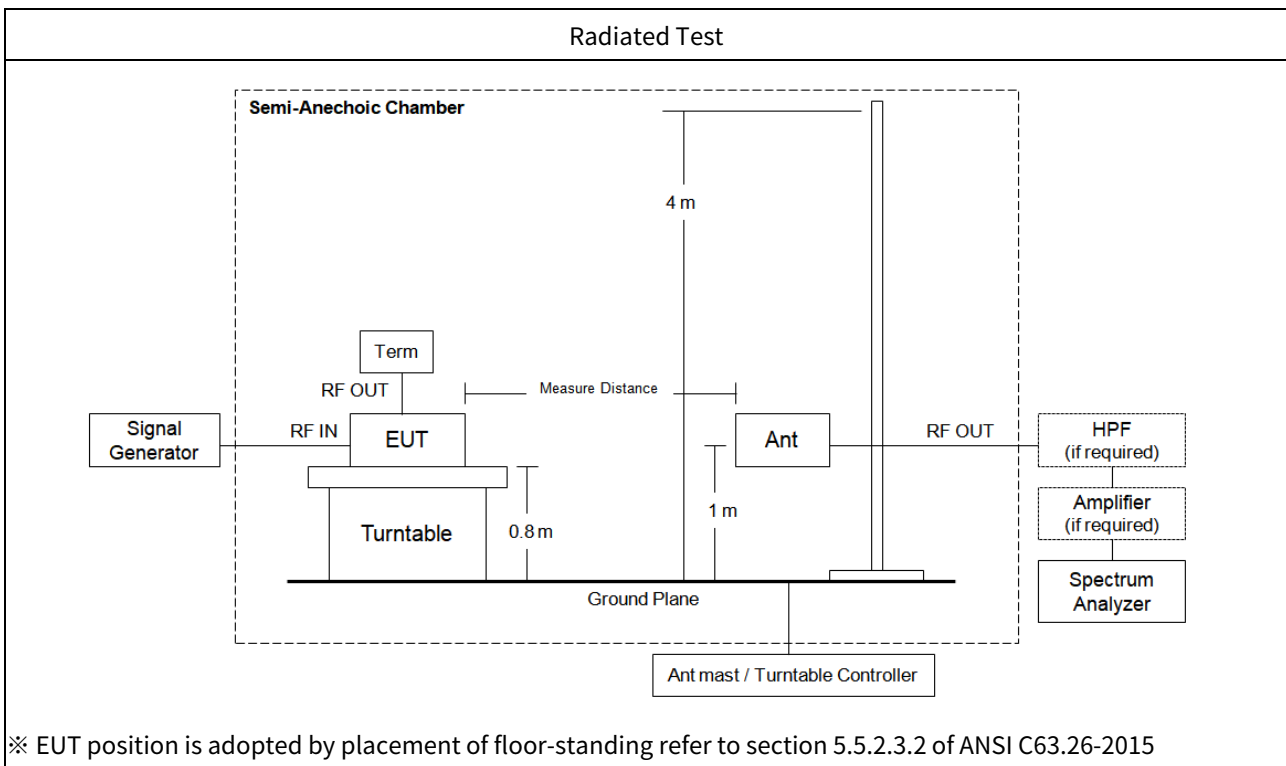 Radiated Test
Semi-Anechoic Chamber
4 m
Term
RF OUT
Measure Distance
Signal
Generator
RF IN
EUT
Ant
RF OUT
HPF
(if required)
1 m
Amplifier
(if required)
Turntable
0.8 m
Spectrum
Analyzer
Ground Plane
Ant mast / Turntable Controller
※ EUT position is adopted by placement of floor-standing refer to section 5.5.2.3.2 of ANSI C63.26-2015